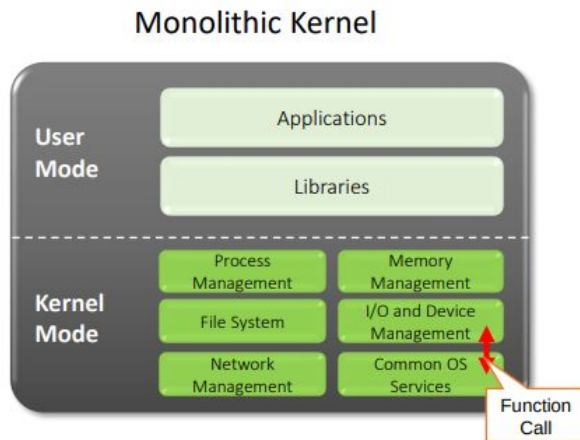 Monolithic Kernel
User
Mode
Applications
Libraries
Kernel
Mode
Process
Management
Memory
Management
File System
I/O and Device
Management
Network
Management
Common OS
Services
Function
Call